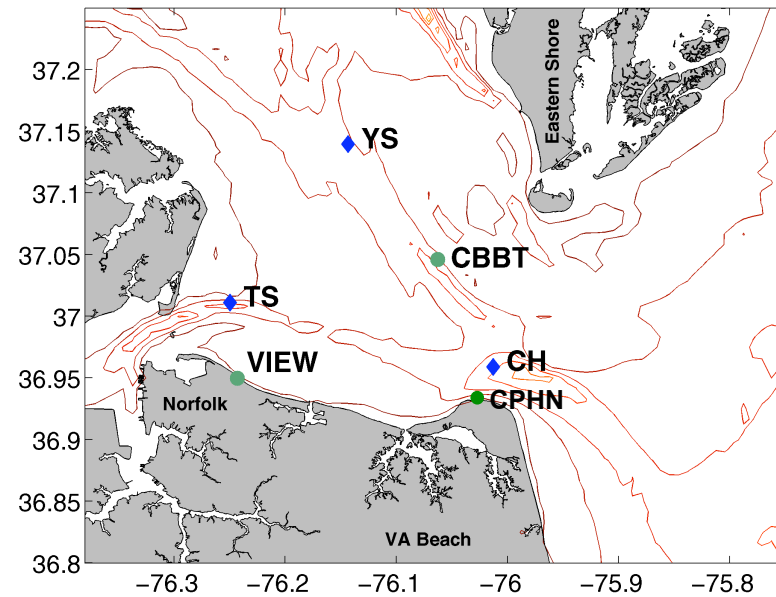 37.2
Eastern Shore
37.15
YS
37.1
37.05
CBBT
TS
37
VIEW
CH
36.95
Norfolk
CPHN
36.9
36.85
VA Beach
36.8
−76.3
−76.2
−76.1
−76
−75.9
−75.8